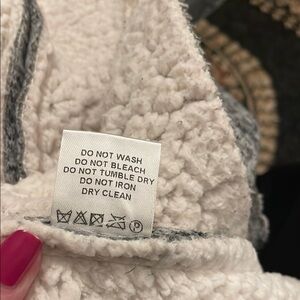 DO NOT WASH
DO NOT BLEACH
DO NOT TUMBLE DRY
DO NOT IRON
DRY CLEAN
P